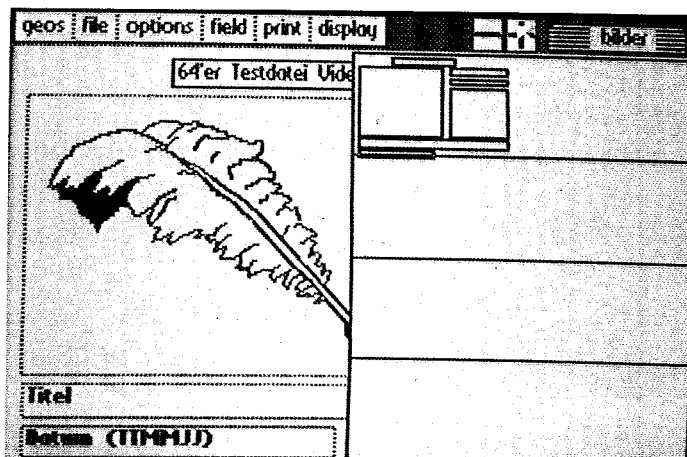 geos file options field print display
bilder
64'er Testdatei Vide
Titel
Datum (TTMMJJ)